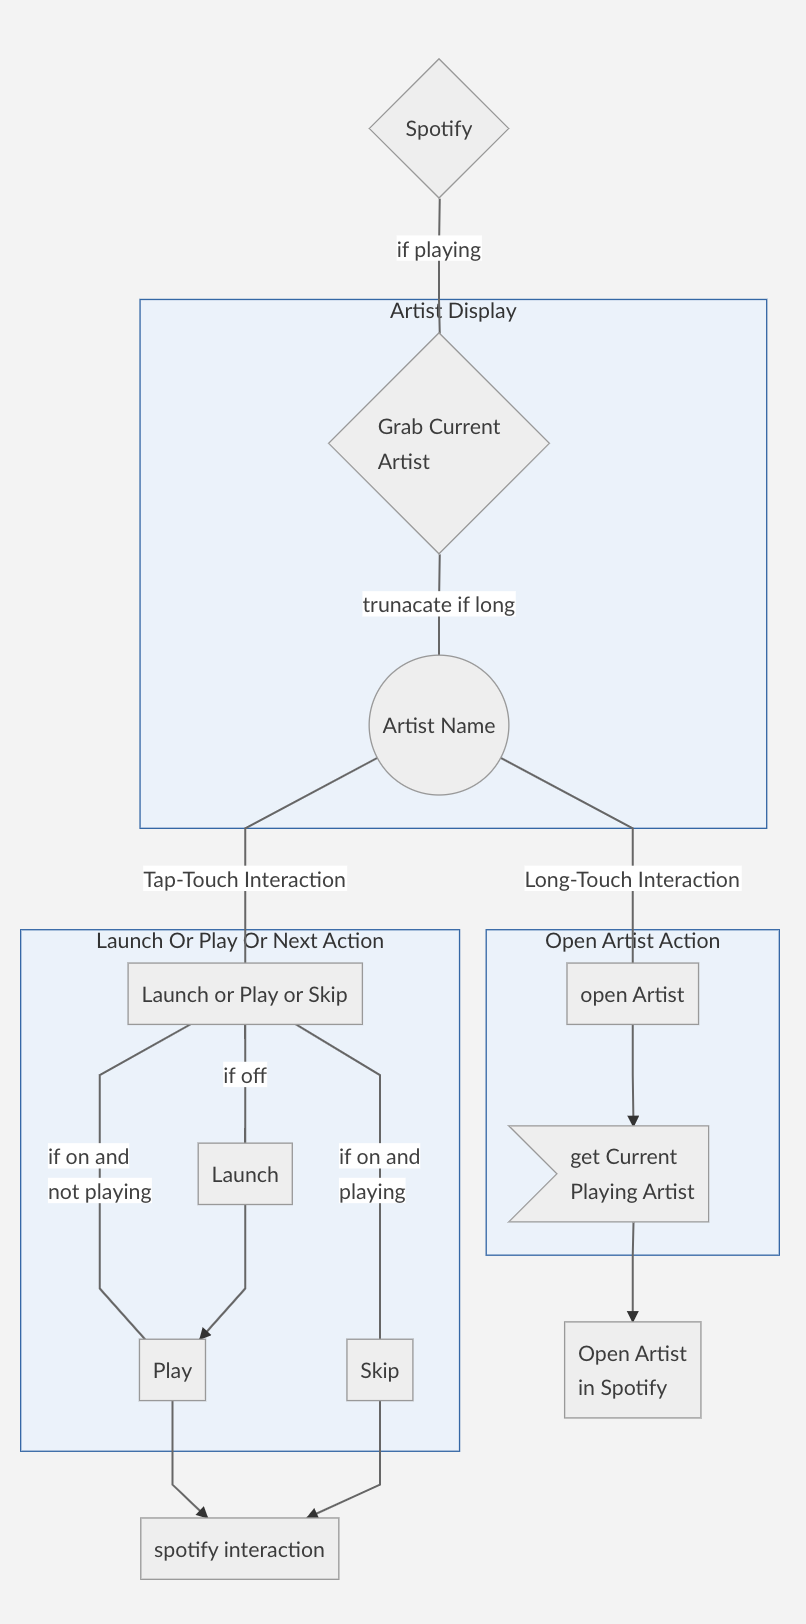 Spotify
if playing
Artist Display
Grab Current
Artist
trunacate if long
Artist Name
Tap-Touch Interaction
Long-Touch Interaction
Launch Or Play Or Next Action
Open Artist Action
Launch or Play or Skip
open Artist
if off
if on and
not playing
Launch
if on and
playing
get Current
Playing Artist
Play
Skip
Open Artist
in Spotify
spotify interaction